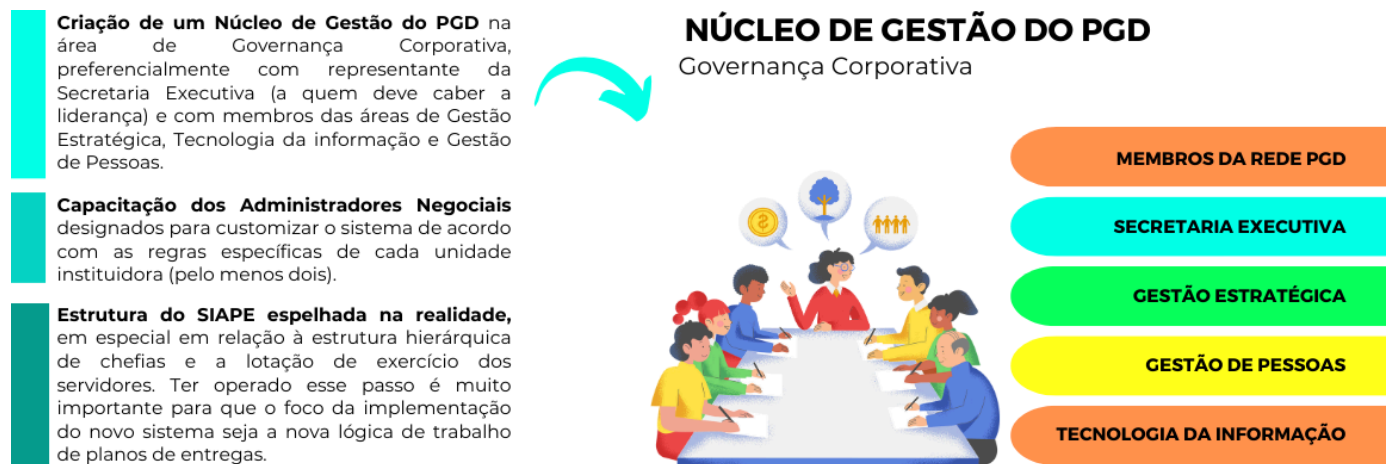 Criação de um Núcleo de Gestão do PGD na
área de Governança Corporativa,
preferencialmente com representante da
Secretaria Executiva (a quem deve caber a
liderança) e com membros das áreas de Gestão
Estratégica, Tecnologia da informação e Gestão
de Pessoas.
Capacitação dos Administradores Negociais
designados para customizar o sistema de acordo
com as regras específicas de cada unidade
instituidora (pelo menos dois).
Estrutura do SIAPE espelhada na realidade,
em especial em relação à estrutura hierárquica
de chefias e a lotação de exercício dos
servidores. Ter operado esse passo é muito
importante para que o foco da implementação
do novo sistema seja a nova lógica de trabalho
de planos de entregas.
NÚCLEO DE GESTÃO DO PGD
Governança Corporativa
MEMBROS DA REDE PGD
SECRETARIA EXECUTIVA
GESTÃO ESTRATÉGICA
GESTÃO DE PESSOAS
TECNOLOGIA DA INFORMAÇÃO